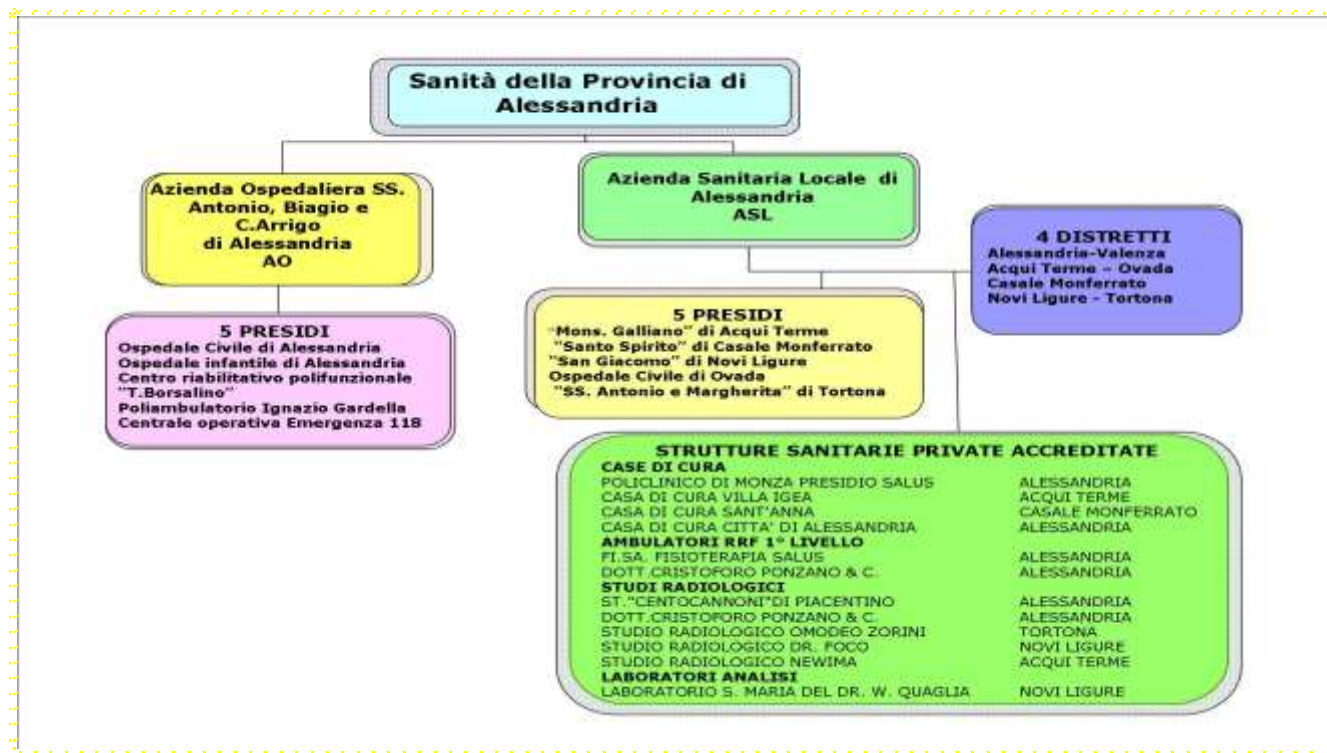 Sanità della Provincia di
Alessandria
Azienda Ospedaliera SS.
Antonio, Biagio e
C.Arrigo
di Alessandria
AO
Azienda Sanitaria Locale di
Alessandria
ASL
4 DISTRETTI
Alessandria-Valenza
Acqui Terme – Ovada
Casale Monferrato
Novi Ligure - Tortona
5 PRESIDI
Ospedale Civile di Alessandria
Ospedale infantile di Alessandria
Centro riabilitativo polifunzionale
"T.Borsalino"
Poliambulatorio Ignazio Gardella
Centrale operativa Emergenza 118
5 PRESIDI
"Mons. Galliano" di Acqui Terme
"Santo Spirito" di Casale Monferrato
"San Giacomo" di Novi Ligure
Ospedale Civile di Ovada
"SS. Antonio e Margherita" di Tortona
STRUTTURE SANITARIE PRIVATE ACCREDITATE
CASE DI CURA
POLICLINICO DI MONZA PRESIDIO SALUS ALESSANDRIA
CASA DI CURA VILLA IGEA ACQUI TERME
CASA DI CURA SANT'ANNA CASALE MONFERRATO
CASA DI CURA CITTA' DI ALESSANDRIA ALESSANDRIA
AMBULATORI RRF 1° LIVELLO
FI.SA. FISIOTERAPIA SALUS ALESSANDRIA
DOTT.CRISTOFORO PONZANO & C. ALESSANDRIA
STUDI RADIOLOGICI
ST."CENTOCANNONI"DI PIACENTINO ALESSANDRIA
DOTT.CRISTOFORO PONZANO & C. ALESSANDRIA
STUDIO RADIOLOGICO OMODEO ZORINI TORTONA
STUDIO RADIOLOGICO DR. FOCO NOVI LIGURE
STUDIO RADIOLOGICO NEWIMA ACQUI TERME
LABORATORI ANALISI
LABORATORIO S. MARIA DEL DR. W. QUAGLIA NOVI LIGURE